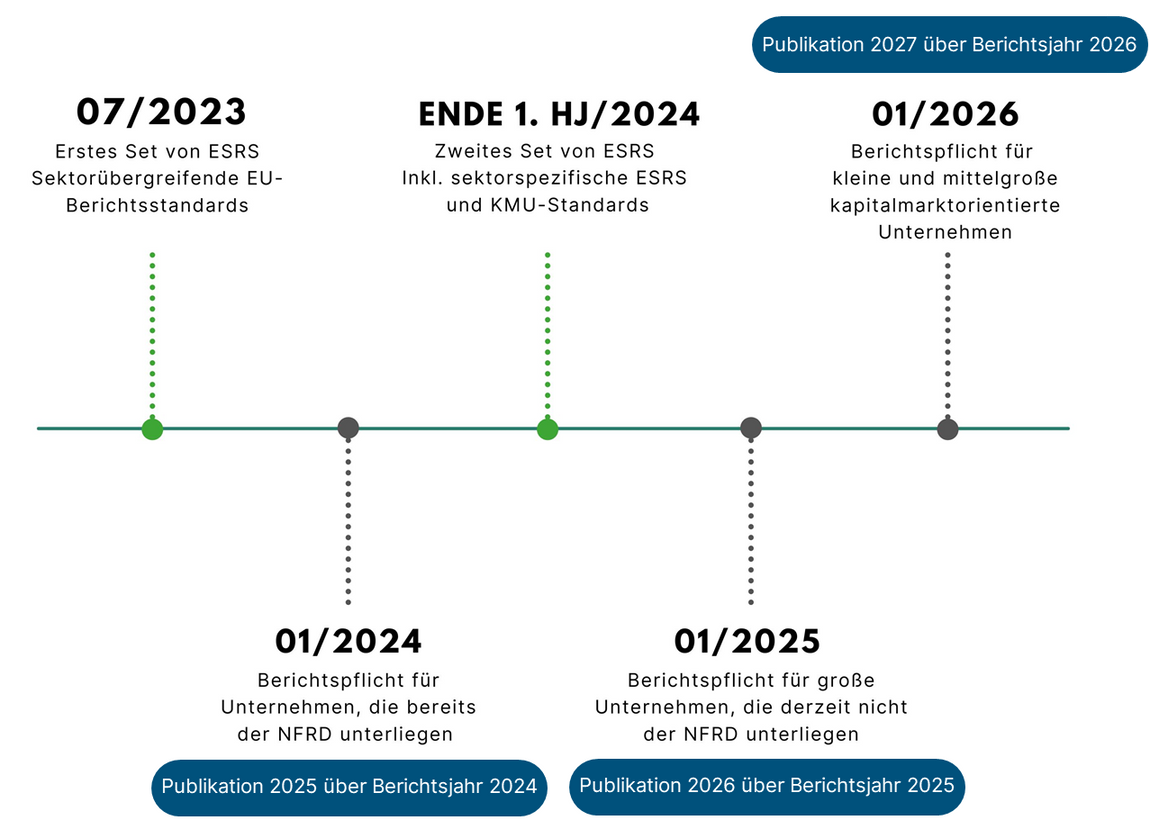 Publikation 2027 über Berichtsjahr 2026
07/2023
Erstes Set von ESRS
Sektorübergreifende EU-
Berichtsstandards
ENDE 1. HJ/2024
Zweites Set von ESRS
Inkl. sektorspezifische ESRS
und KMU-Standards
01/2026
Berichtspflicht für
kleine und mittelgroße
kapitalmarktorientierte
Unternehmen
01/2024
Berichtspflicht für
Unternehmen, die bereits
der NFRD unterliegen
Publikation 2025 über Berichtsjahr 2024
01/2025
Berichtspflicht für große
Unternehmen, die derzeit nicht
der NFRD unterliegen
Publikation 2026 über Berichtsjahr 2025